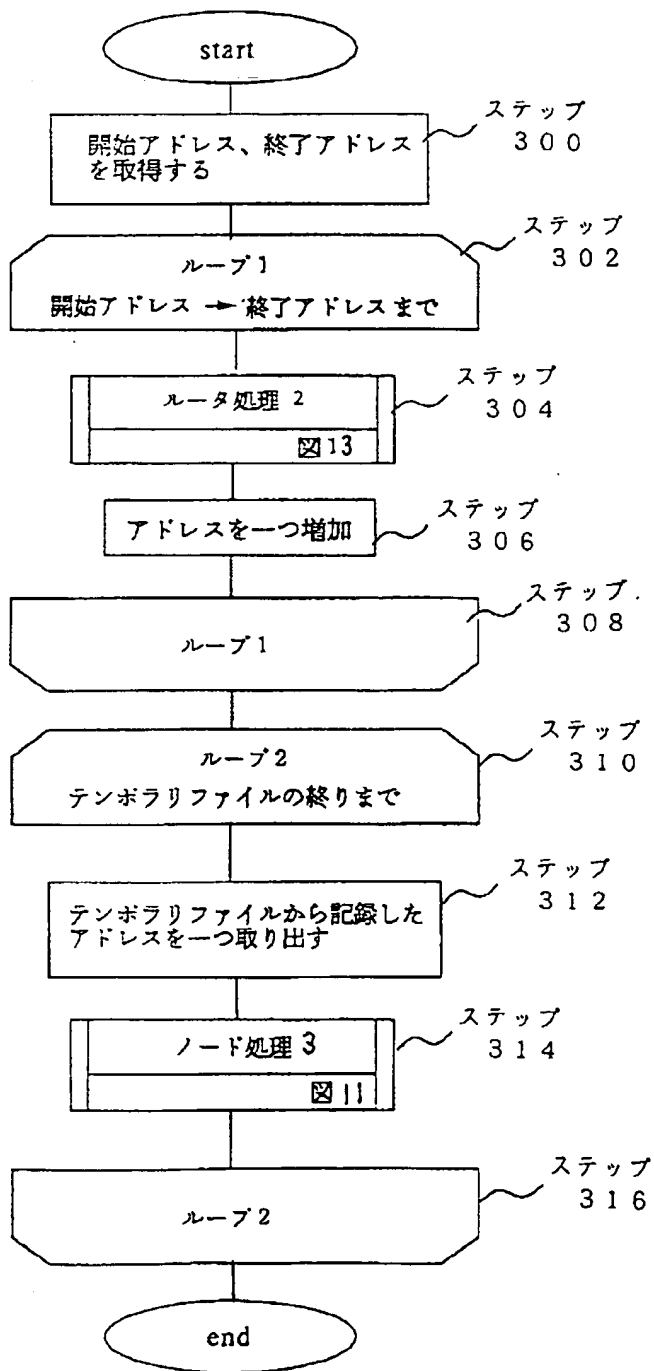 start
ステップ
300
開始アドレス、終了アドレス
を取得する
ステップ
302
ループ1
開始アドレス → 終了アドレスまで
ステップ
304
ルータ処理 2
図13
ステップ
306
アドレスを一つ増加
ステップ.
308
ループ1
ステップ
310
ループ2
テンポラリファイルの終りまで
ステップ
312
テンポラリファイルから記録した
アドレスを一つ取り出す
ステップ
314
ノード処理 3
図11
ステップ
316
ループ2
end